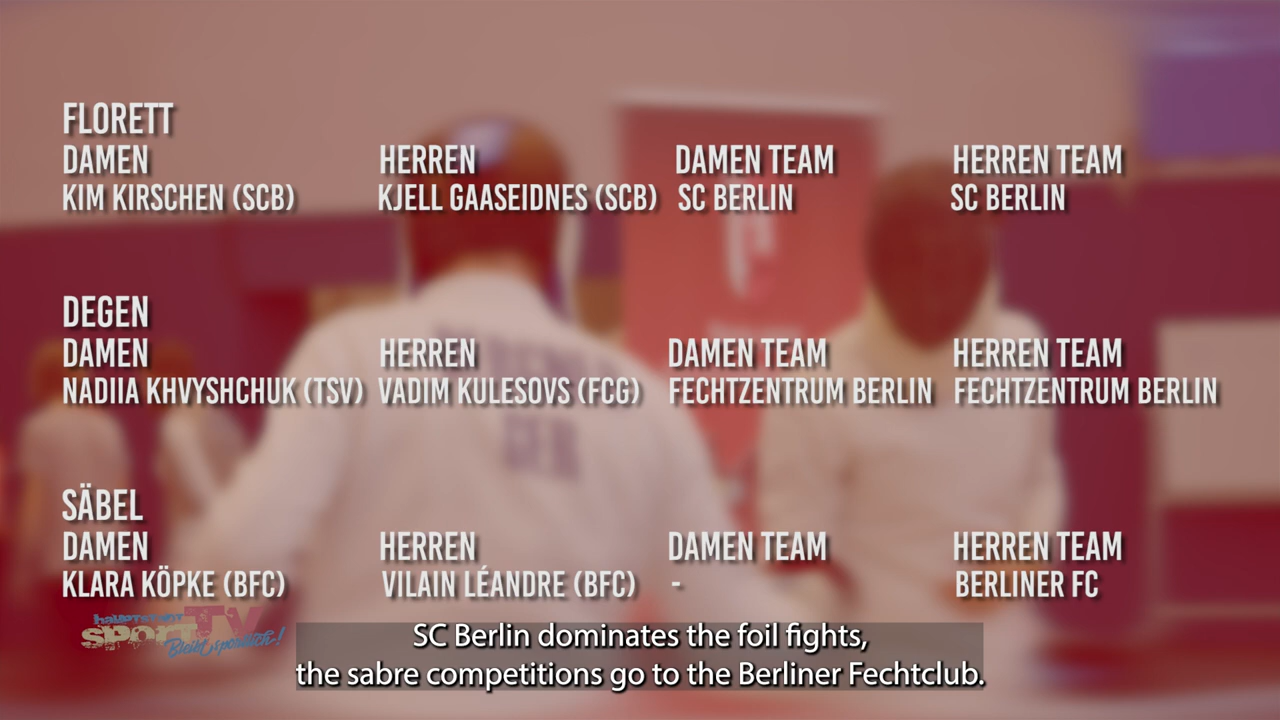 FLORETT
DAMEN HERREN DAMEN TEAM HERREN TEAM
KIM KIRSCHEN (SCB) KJELL GAASEIDNES (SCB) SC BERLIN SC BERLIN
DEGEN
DAMEN HERREN DAMEN TEAM HERREN TEAM
NADIIA KHVYSHCHUK (TSV) VADIM KULESOVS (FCG) FECHTZENTRUM BERLIN FECHTZENTRUM BERLIN
SÄBEL
DAMEN HERREN DAMEN TEAM HERREN TEAM
KLARA KÖPKE (BFC) VILAIN LÉANDRE (BFC) - BERLINER FC
HAUPTSTADT
SPORT TV
Bleibt sportlich!
SC Berlin dominates the foil fights,
the sabre competitions go to the Berliner Fechtclub.